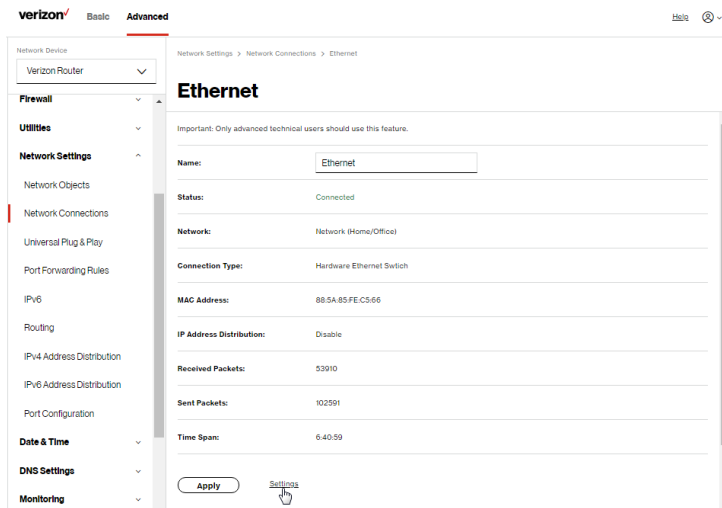 verizon✓ Basic Advanced Help
Network Device
Verizon Router
Firewall
Utilities
Network Settings
Network Objects
Network Connections
Universal Plug & Play
Port Forwarding Rules
IPv6
Routing
IPv4 Address Distribution
IPv6 Address Distribution
Port Configuration
Date & Time
DNS Settings
Monitoring
Network Settings > Network Connections > Ethernet
Ethernet
Important: Only advanced technical users should use this feature.
Name: Ethernet
Status: Connected
Network: Network (Home/Office)
Connection Type: Hardware Ethernet Swtich
MAC Address: 88:5A:85:FE:C5:66
IP Address Distribution: Disable
Received Packets: 53910
Sent Packets: 102591
Time Span: 6:40:59
Apply Settings